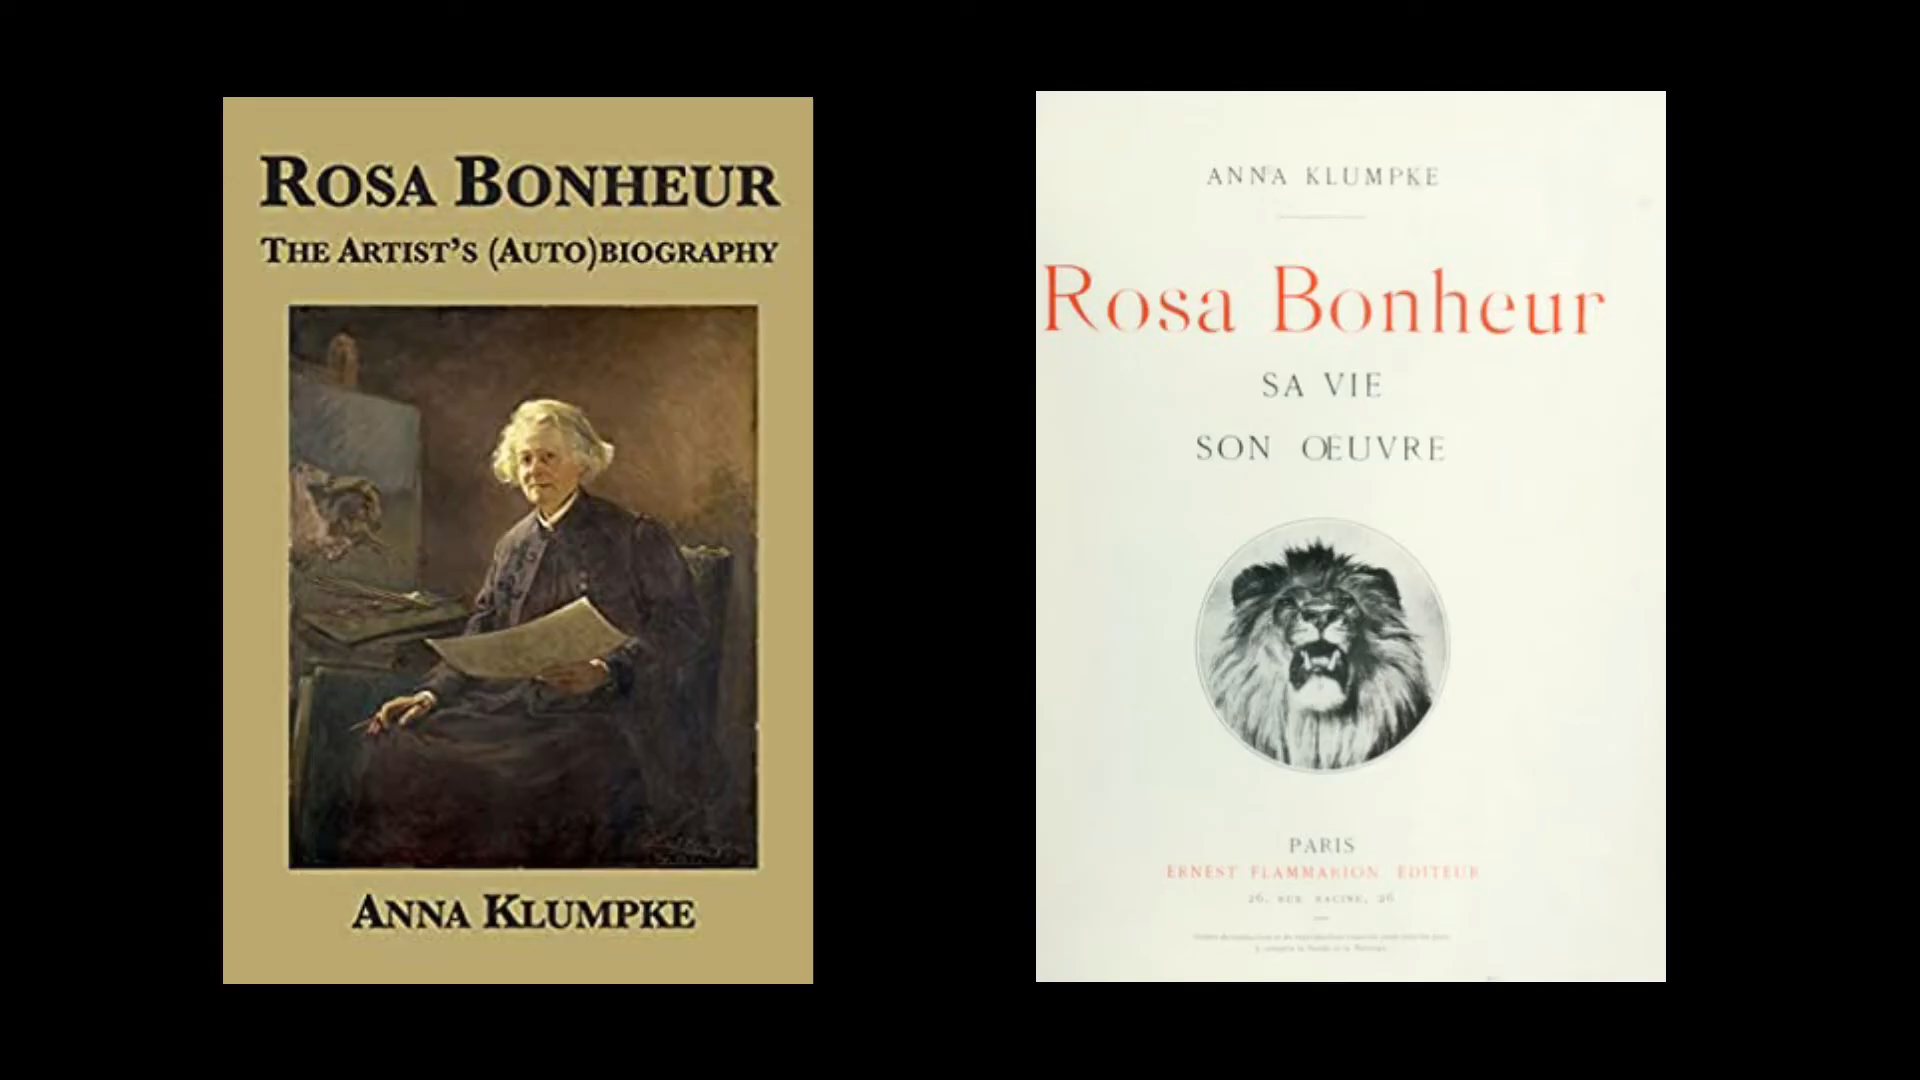 ROSA BONHEUR
THE ARTIST'S (AUTO)BIOGRAPHY
ANNA KLUMPKE
ANNA KLUMPKE
Rosa Bonheur
SA VIE
SON ŒUVRE
PARIS
ERNEST FLAMMARION, EDITEUR
26, RUE RACINE, 26